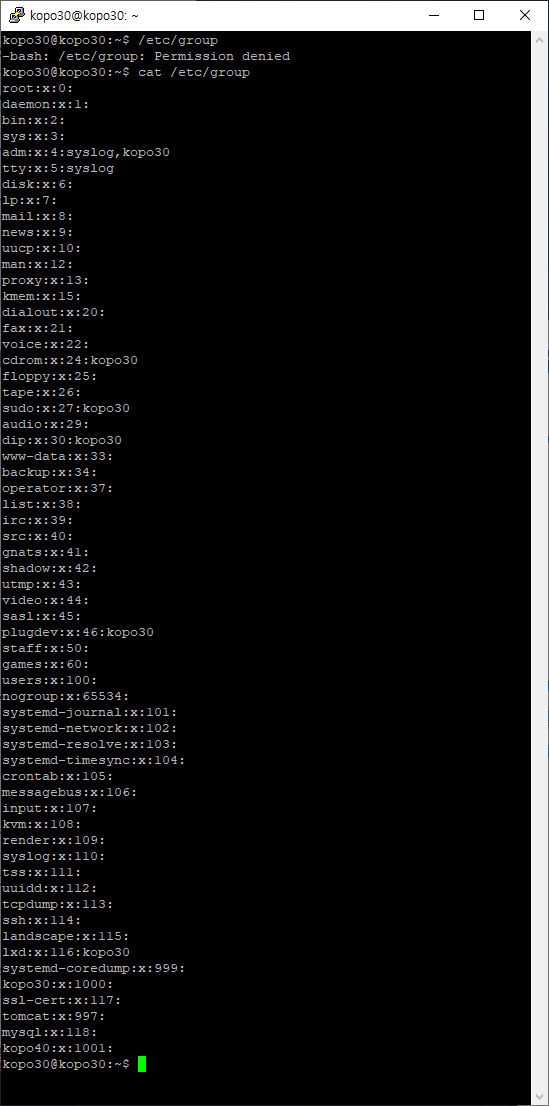 kopo30@kopo30: ~
kopo30@kopo30:~$ /etc/group
-bash: /etc/group: Permission denied
kopo30@kopo30:~$ cat /etc/group
root:x:0:
daemon:x:1:
bin:x:2:
sys:x:3:
adm:x:4:syslog,kopo30
tty:x:5:syslog
disk:x:6:
lp:x:7:
mail:x:8:
news:x:9:
uucp:x:10:
man:x:12:
proxy:x:13:
kmem:x:15:
dialout:x:20:
fax:x:21:
voice:x:22:
cdrom:x:24:kopo30
floppy:x:25:
tape:x:26:
sudo:x:27:kopo30
audio:x:29:
dip:x:30:kopo30
www-data:x:33:
backup:x:34:
operator:x:37:
list:x:38:
irc:x:39:
src:x:40:
gnats:x:41:
shadow:x:42:
utmp:x:43:
video:x:44:
sasl:x:45:
plugdev:x:46:kopo30
staff:x:50:
games:x:60:
users:x:100:
nogroup:x:65534:
systemd-journal:x:101:
systemd-network:x:102:
systemd-resolve:x:103:
systemd-timesync:x:104:
crontab:x:105:
messagebus:x:106:
input:x:107:
kvm:x:108:
render:x:109:
syslog:x:110:
tss:x:111:
uuidd:x:112:
tcpdump:x:113:
ssh:x:114:
landscape:x:115:
lxd:x:116:kopo30
systemd-coredump:x:999:
kopo30:x:1000:
ssl-cert:x:117:
tomcat:x:997:
mysql:x:118:
kopo40:x:1001:
kopo30@kopo30:~$